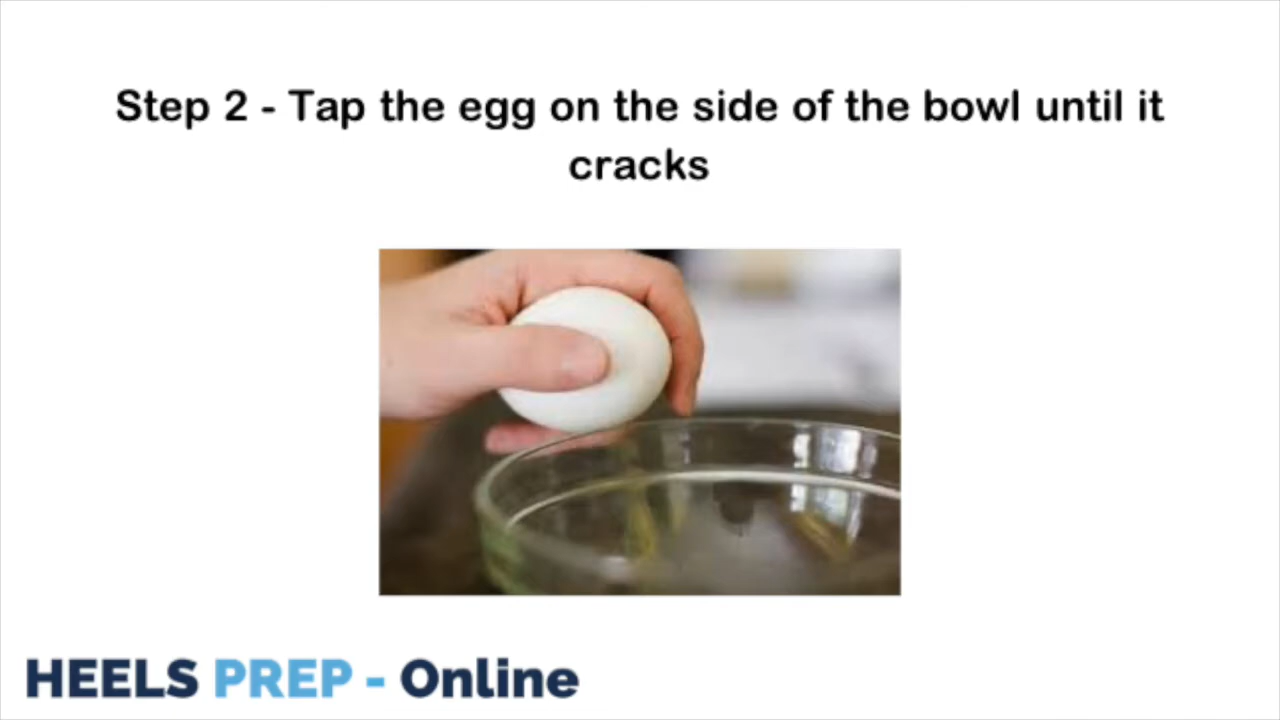 Step 2 - Tap the egg on the side of the bowl until it
cracks
HEELS PREP - Online